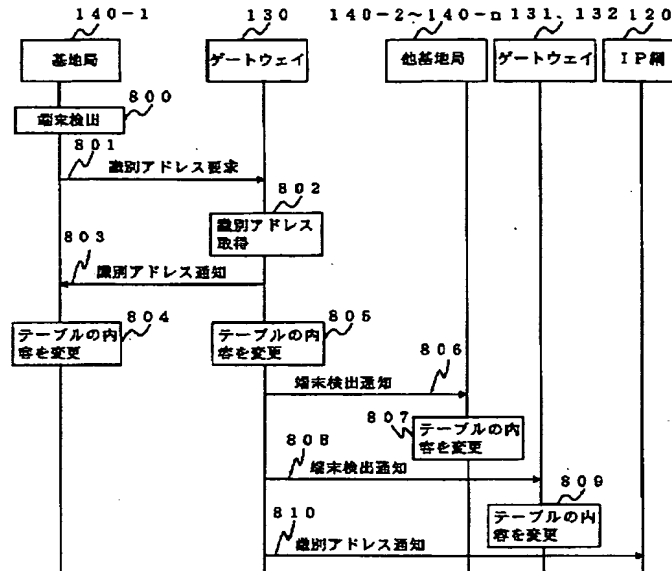 140-1
130
140-2～140-n
131、132
120
基地局
ゲートウェイ
他基地局
ゲートウェイ
IP網
800
端末検出
801
識別アドレス要求
802
識別アドレス
取得
803
識別アドレス通知
804
テーブルの内
容を変更
805
テーブルの内
容を変更
806
端末検出通知
807
テーブルの内
容を変更
808
端末検出通知
809
テーブルの内
容を変更
810
識別アドレス通知